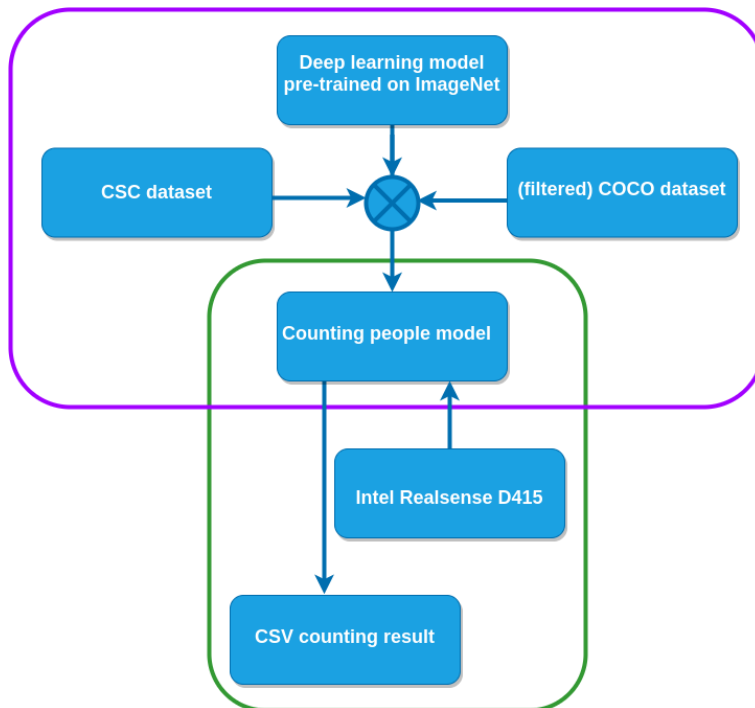 Deep learning model
pre-trained on ImageNet
CSC dataset
(filtered) COCO dataset
Counting people model
Intel Realsense D415
CSV counting result